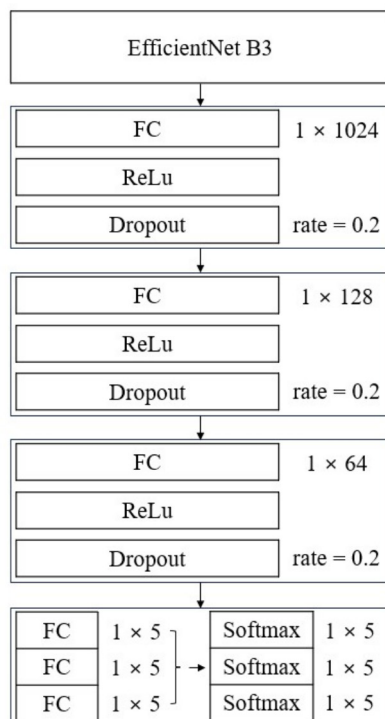 EfficientNet B3
FC 1 × 1024
ReLu
Dropout rate = 0.2
FC 1 × 128
ReLu
Dropout rate = 0.2
FC 1 × 64
ReLu
Dropout rate = 0.2
FC 1 × 5 Softmax 1 × 5
FC 1 × 5 Softmax 1 × 5
FC 1 × 5 Softmax 1 × 5